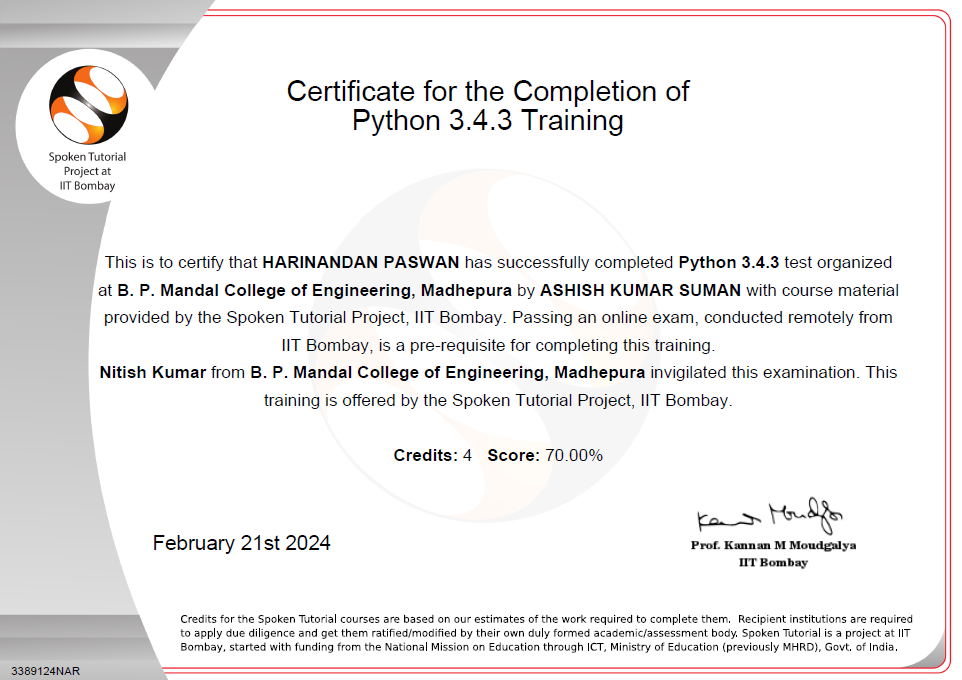 Certificate for the Completion of
Python 3.4.3 Training
Spoken Tutorial
Project at
IIT Bombay
This is to certify that HARINANDAN PASWAN has successfully completed Python 3.4.3 test organized
at B. P. Mandal College of Engineering, Madhepura by ASHISH KUMAR SUMAN with course material
provided by the Spoken Tutorial Project, IIT Bombay. Passing an online exam, conducted remotely from
IIT Bombay, is a pre-requisite for completing this training.
Nitish Kumar from B. P. Mandal College of Engineering, Madhepura invigilated this examination. This
training is offered by the Spoken Tutorial Project, IIT Bombay.
Credits: 4 Score: 70.00%
February 21st 2024
Kannan Moudgalya
Prof. Kannan M Moudgalya
IIT Bombay
Credits for the Spoken Tutorial courses are based on our estimates of the work required to complete them. Recipient institutions are required
to apply due diligence and get them ratified/modified by their own duly formed academic/assessment body. Spoken Tutorial is a project at IIT
Bombay, started with funding from the National Mission on Education through ICT, Ministry of Education (previously MHRD), Govt. of India.
3389124NAR